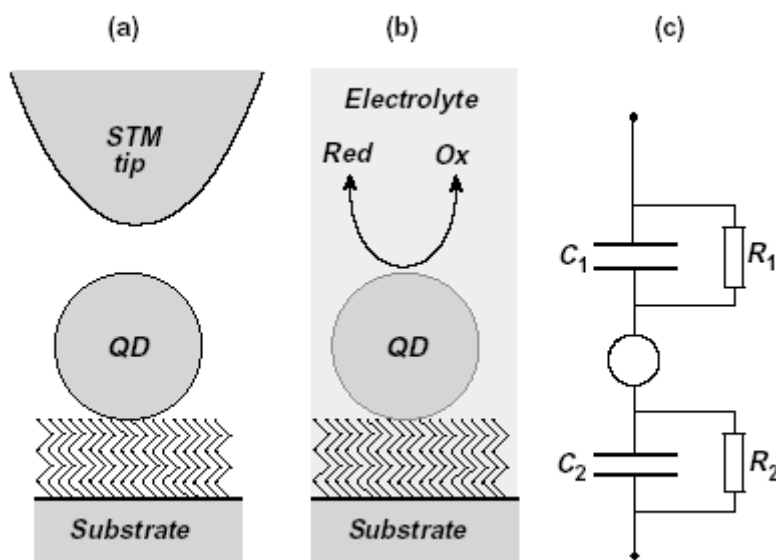 (a)
(b)
(c)
STM
tip
Electrolyte
Red
Ox
C1
R1
QD
QD
C2
R2
Substrate
Substrate